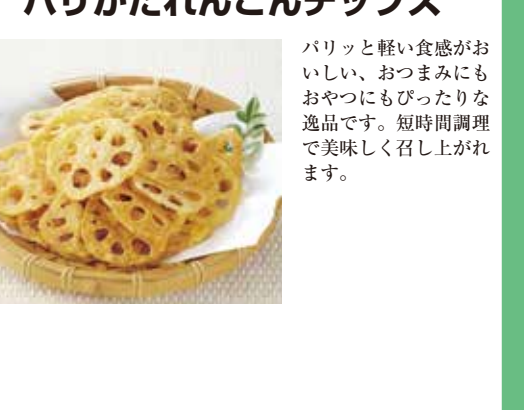 パリがたれんこんチップス
パリッと軽い食感がお
いしい、おつまみにも
おやつにもぴったりな
逸品です。短時間調理
で美味しく召し上がれ
ます。